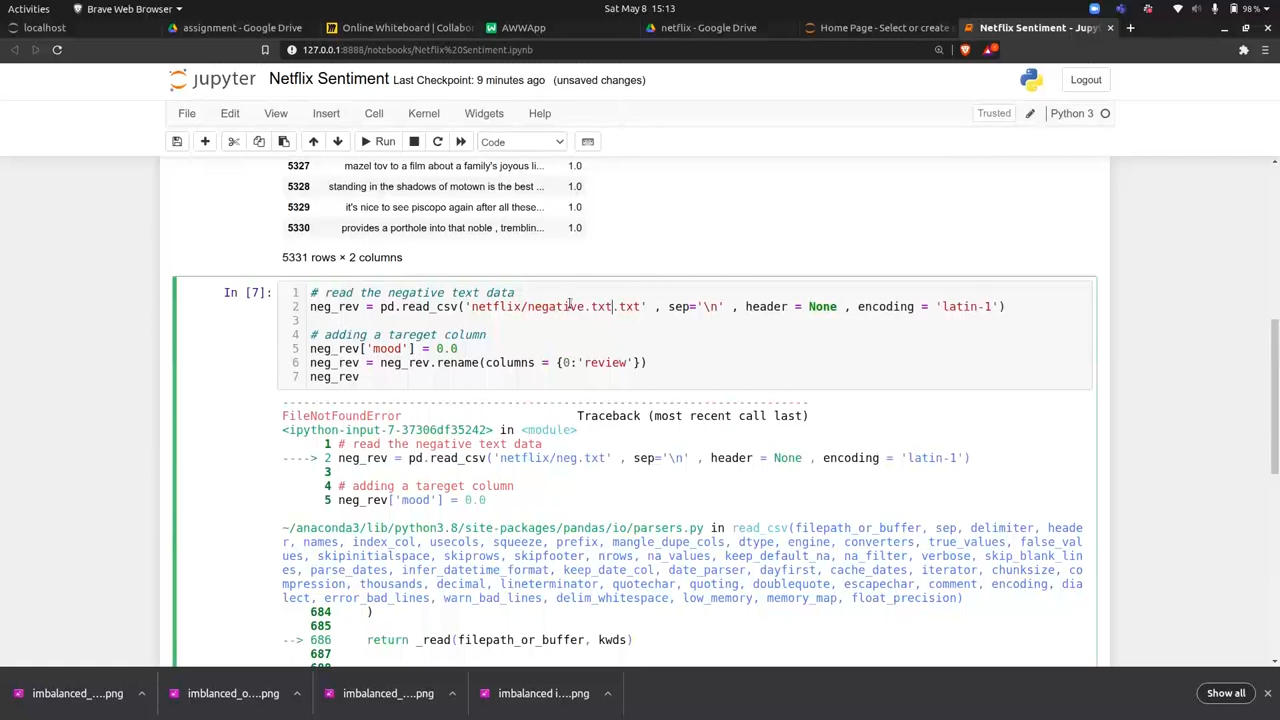 Activities Brave Web Browser Sat May 8 15:13 98%
localhost assignment - Google Drive Online Whiteboard | Collabo AWWApp netflix - Google Drive Home Page - Select or create Netflix Sentiment - Jupyt
127.0.0.1:8888/notebooks/Netflix%20Sentiment.ipynb
jupyter Netflix Sentiment Last Checkpoint: 9 minutes ago (unsaved changes) Logout
File Edit View Insert Cell Kernel Widgets Help Trusted Python 3
Run Code
5327 mazel tov to a film about a family's joyous li... 1.0
5328 standing in the shadows of motown is the best ... 1.0
5329 it's nice to see piscopo again after all these... 1.0
5330 provides a porthole into that noble , tremblin... 1.0
5331 rows × 2 columns
In [7]: 1 # read the negative text data
2 neg_rev = pd.read_csv('netflix/negative.txt.txt' , sep='\n' , header = None , encoding = 'latin-1')
3
4 # adding a tareget column
5 neg_rev['mood'] = 0.0
6 neg_rev = neg_rev.rename(columns = {0:'review'})
7 neg_rev
---------------------------------------------------------------------------
FileNotFoundError Traceback (most recent call last)
<ipython-input-7-37306df35242> in <module>
1 # read the negative text data
----> 2 neg_rev = pd.read_csv('netflix/neg.txt' , sep='\n' , header = None , encoding = 'latin-1')
3
4 # adding a tareget column
5 neg_rev['mood'] = 0.0
~/anaconda3/lib/python3.8/site-packages/pandas/io/parsers.py in read_csv(filepath_or_buffer, sep, delimiter, heade
r, names, index_col, usecols, squeeze, prefix, mangle_dupe_cols, dtype, engine, converters, true_values, false_val
ues, skipinitialspace, skiprows, skipfooter, nrows, na_values, keep_default_na, na_filter, verbose, skip_blank_lin
es, parse_dates, infer_datetime_format, keep_date_col, date_parser, dayfirst, cache_dates, iterator, chunksize, co
mpression, thousands, decimal, lineterminator, quotechar, quoting, doublequote, escapechar, comment, encoding, dia
lect, error_bad_lines, warn_bad_lines, delim_whitespace, low_memory, memory_map, float_precision)
684 )
685
--> 686 return _read(filepath_or_buffer, kwds)
687
imbalanced_....png imblanced_o....png imbalanced_....png imbalanced i....png Show all